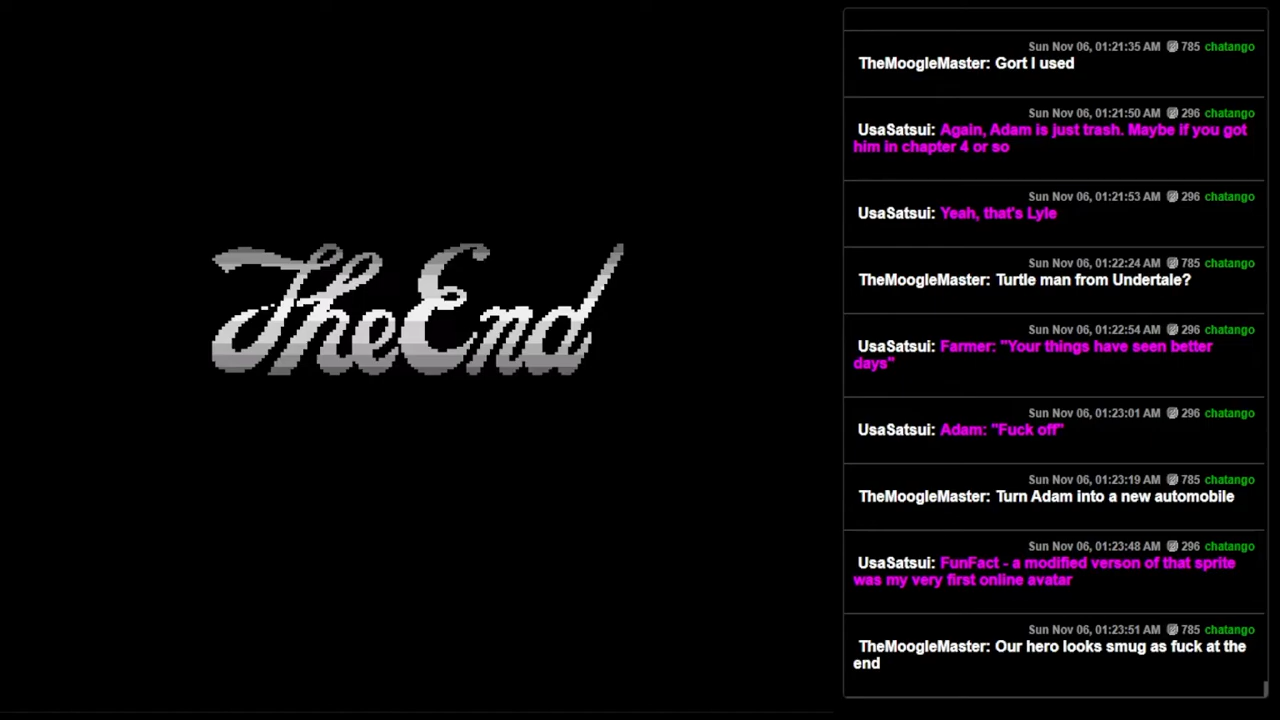 The End
Sun Nov 06, 01:21:35 AM 785 chatango
TheMoogleMaster: Gort I used
Sun Nov 06, 01:21:50 AM 296 chatango
UsaSatsui: Again, Adam is just trash. Maybe if you got
him in chapter 4 or so
Sun Nov 06, 01:21:53 AM 296 chatango
UsaSatsui: Yeah, that's Lyle
Sun Nov 06, 01:22:24 AM 785 chatango
TheMoogleMaster: Turtle man from Undertale?
Sun Nov 06, 01:22:54 AM 296 chatango
UsaSatsui: Farmer: "Your things have seen better
days"
Sun Nov 06, 01:23:01 AM 296 chatango
UsaSatsui: Adam: "Fuck off"
Sun Nov 06, 01:23:19 AM 785 chatango
TheMoogleMaster: Turn Adam into a new automobile
Sun Nov 06, 01:23:48 AM 296 chatango
UsaSatsui: FunFact - a modified verson of that sprite
was my very first online avatar
Sun Nov 06, 01:23:51 AM 785 chatango
TheMoogleMaster: Our hero looks smug as fuck at the
end